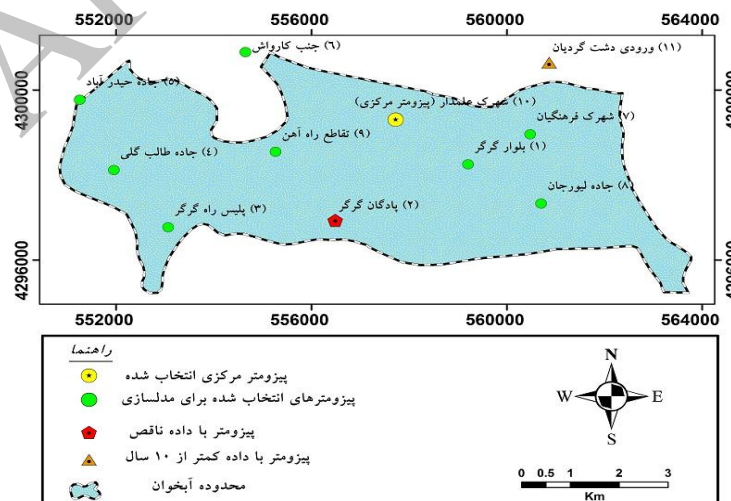 552000 556000 560000 564000
4300000
4296000
4300000
4296000
(۶) جنب کارواش
(۱۱) ورودی دشت گردیان
(۵) جاده حیدر آباد
(۱۰) شهرک علمدار (پیزومتر مرکزی)
(۷) شهرک فرهنگیان
(۹) تقاطع راه آهن
(۱) بلوار گرگر
(٤) جاده طالب گلی
(۸) جاده لیورجان
(۳) پلیس راه گرگر
(۲) پادگان گرگر
552000 556000 560000 564000
راهنما
پیزومتر مرکزی انتخاب شده
پیزومترهای انتخاب شده برای مدلسازی
پیزومتر با داده ناقص
پیزومتر با داده کمتر از ۱۰ سال
محدوده آبخوان
N
W E
S
0 0.5 1 2 3
Km